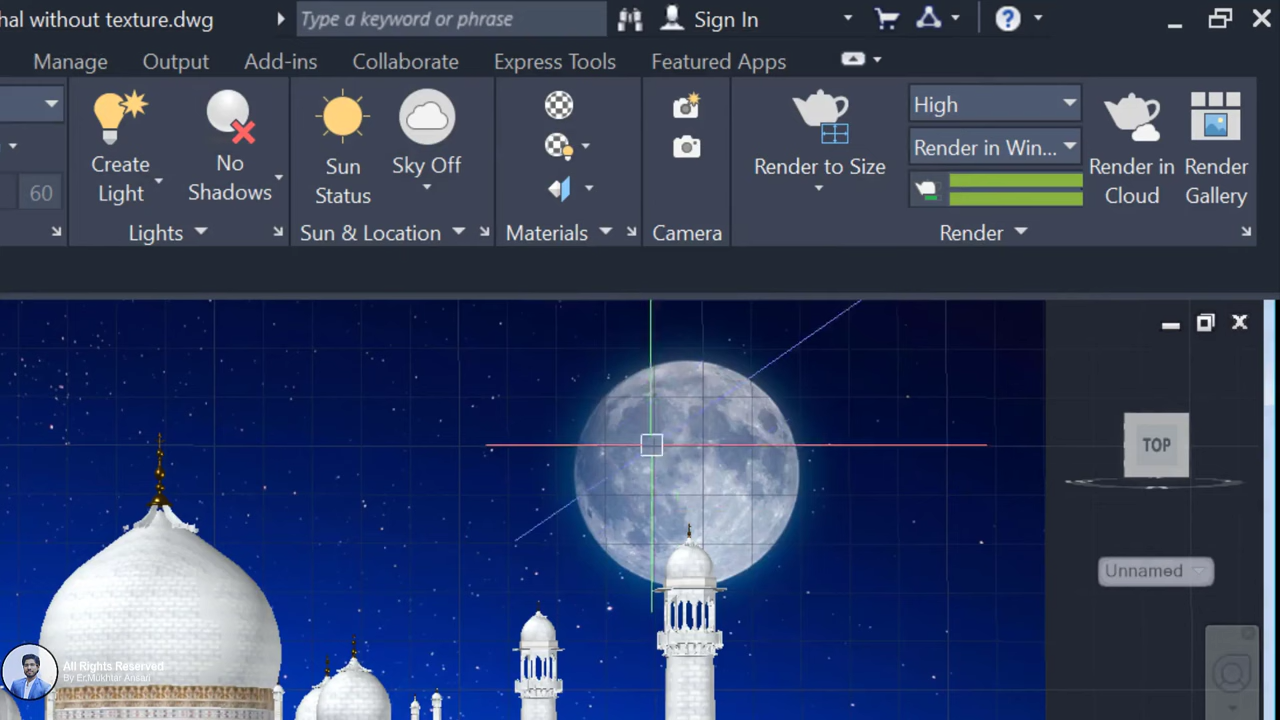 hal without texture.dwg
Type a keyword or phrase
Sign In
?
Manage Output Add-ins Collaborate Express Tools Featured Apps
Create
Light
No
Shadows
Sun
Status
Sky Off
Render to Size
High
Render in Win...
Render in
Cloud
Render
Gallery
60
Lights
Sun & Location
Materials
Camera
Render
TOP
Unnamed
All Rights Reserved
By Er.Mukhtar Ansari